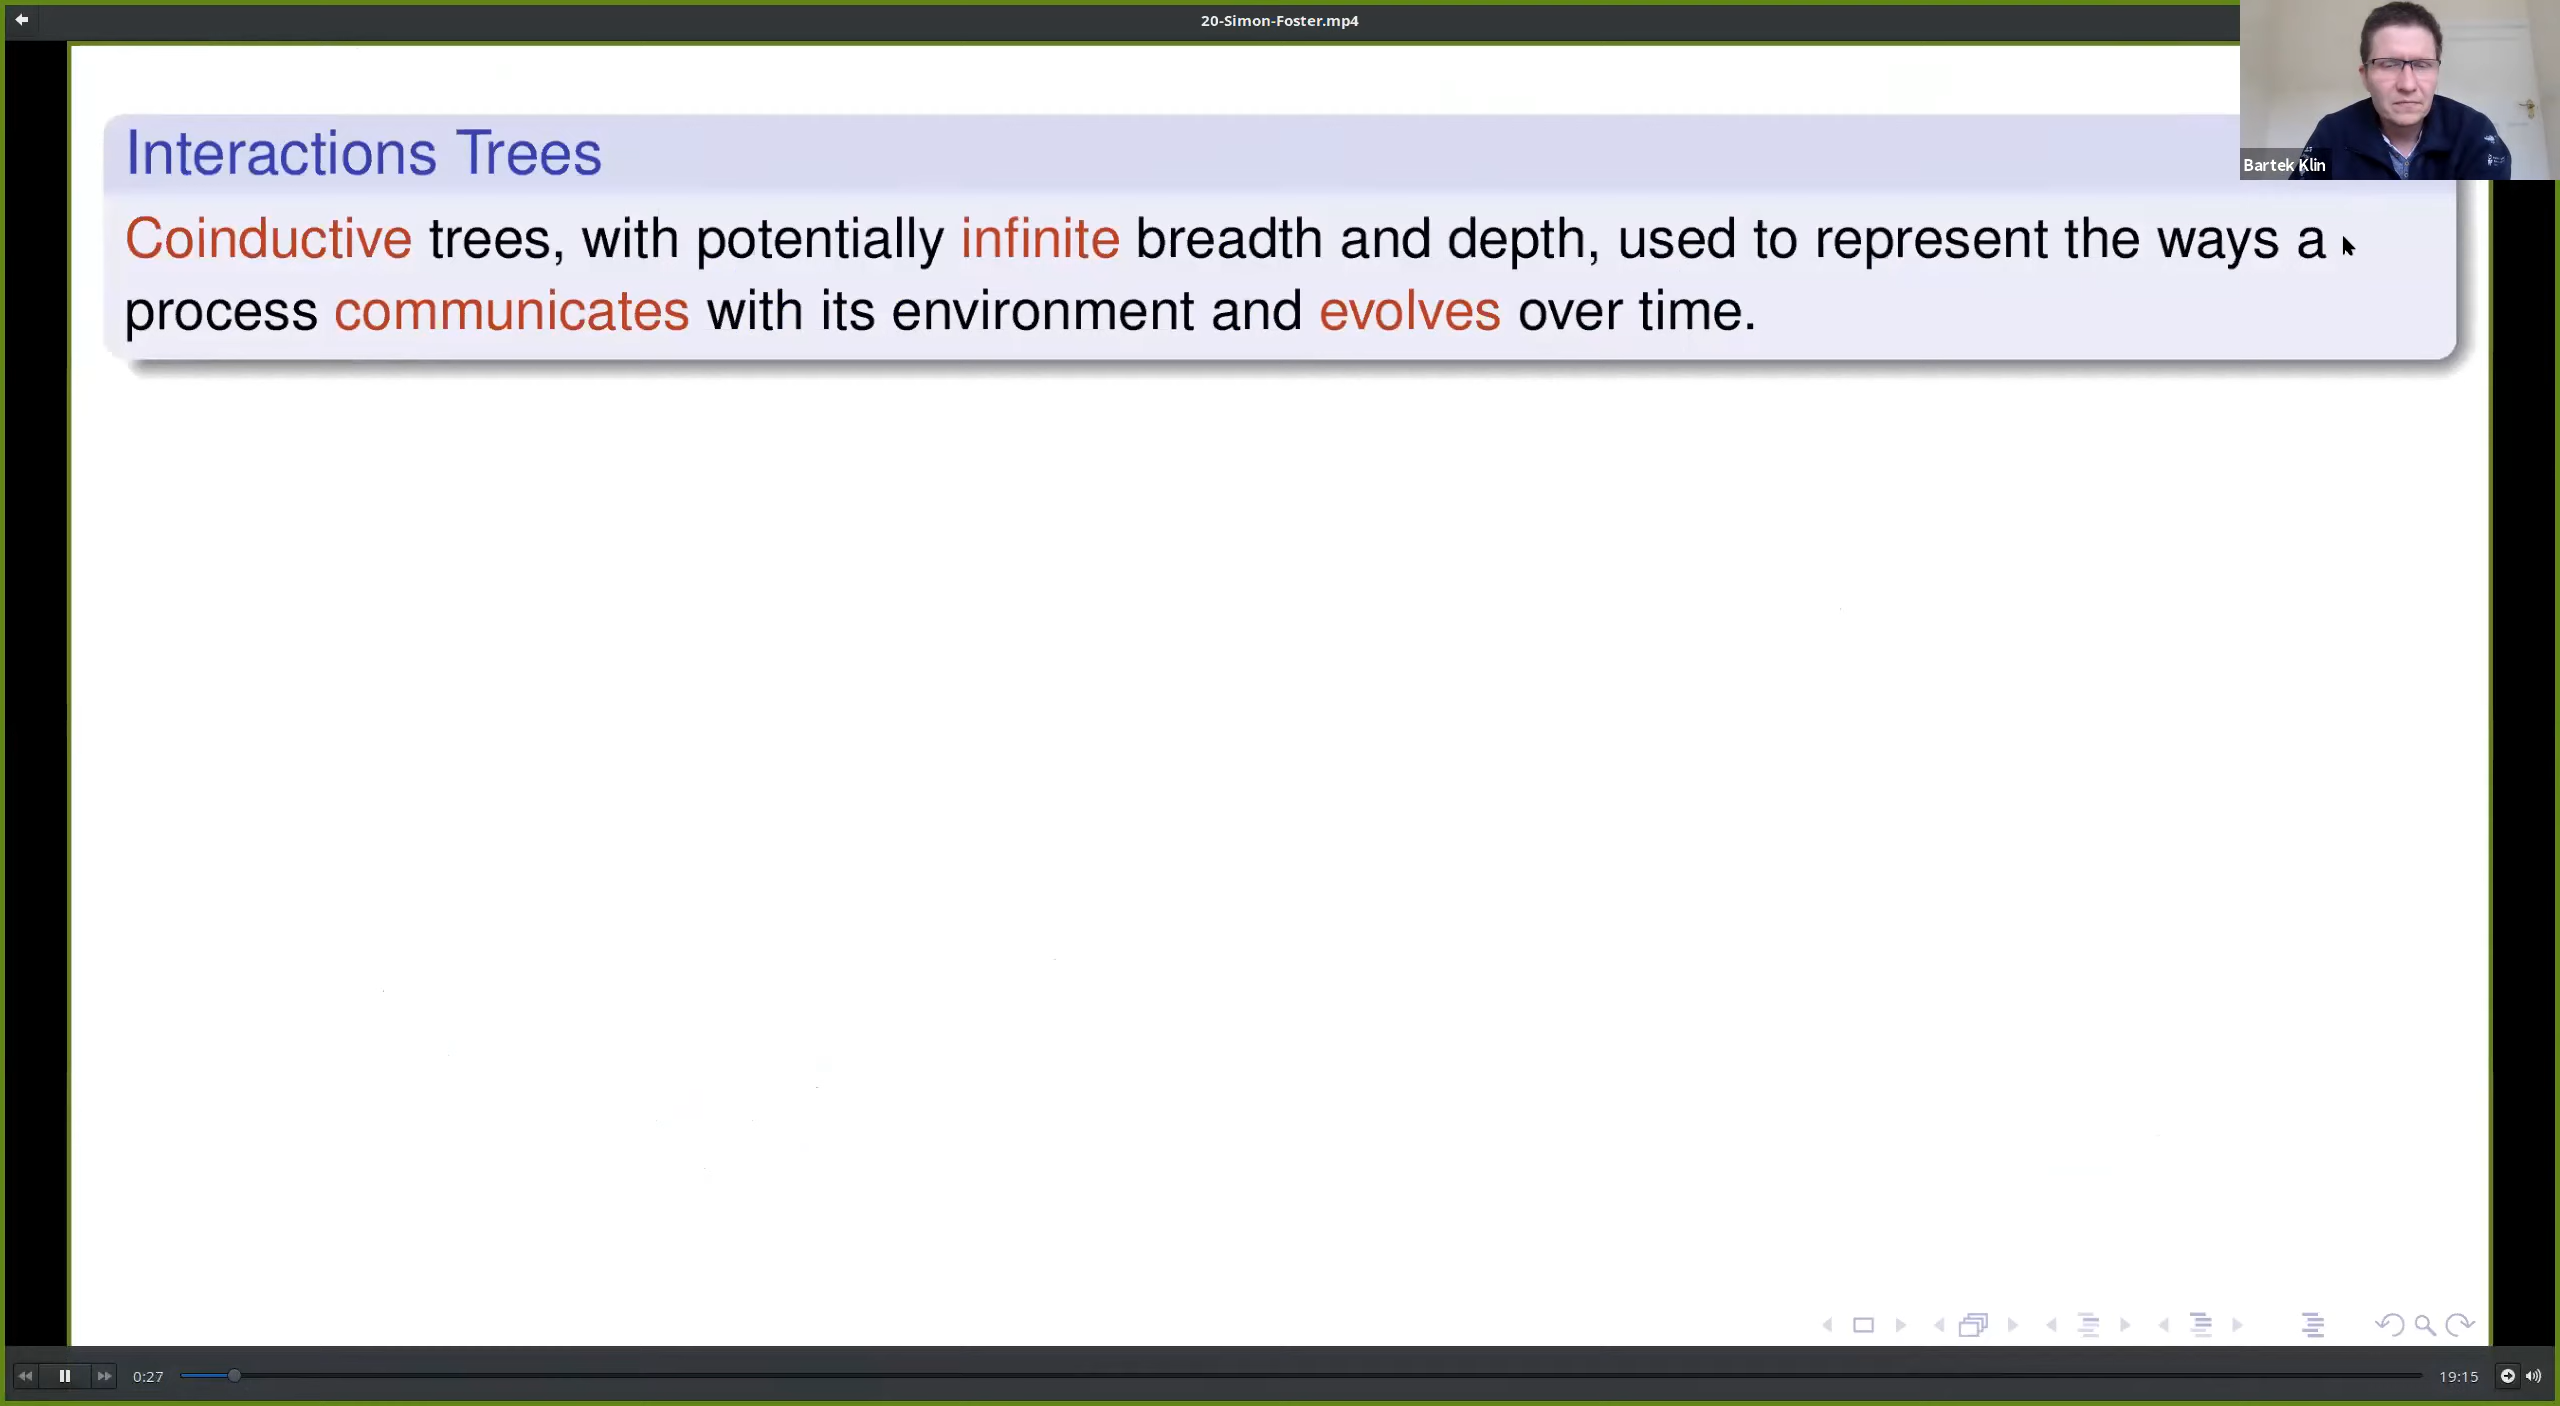 20-Simon-Foster.mp4
Bartek Klin
Interactions Trees
Coinductive trees, with potentially infinite breadth and depth, used to represent the ways a
process communicates with its environment and evolves over time.
0:27
19:15